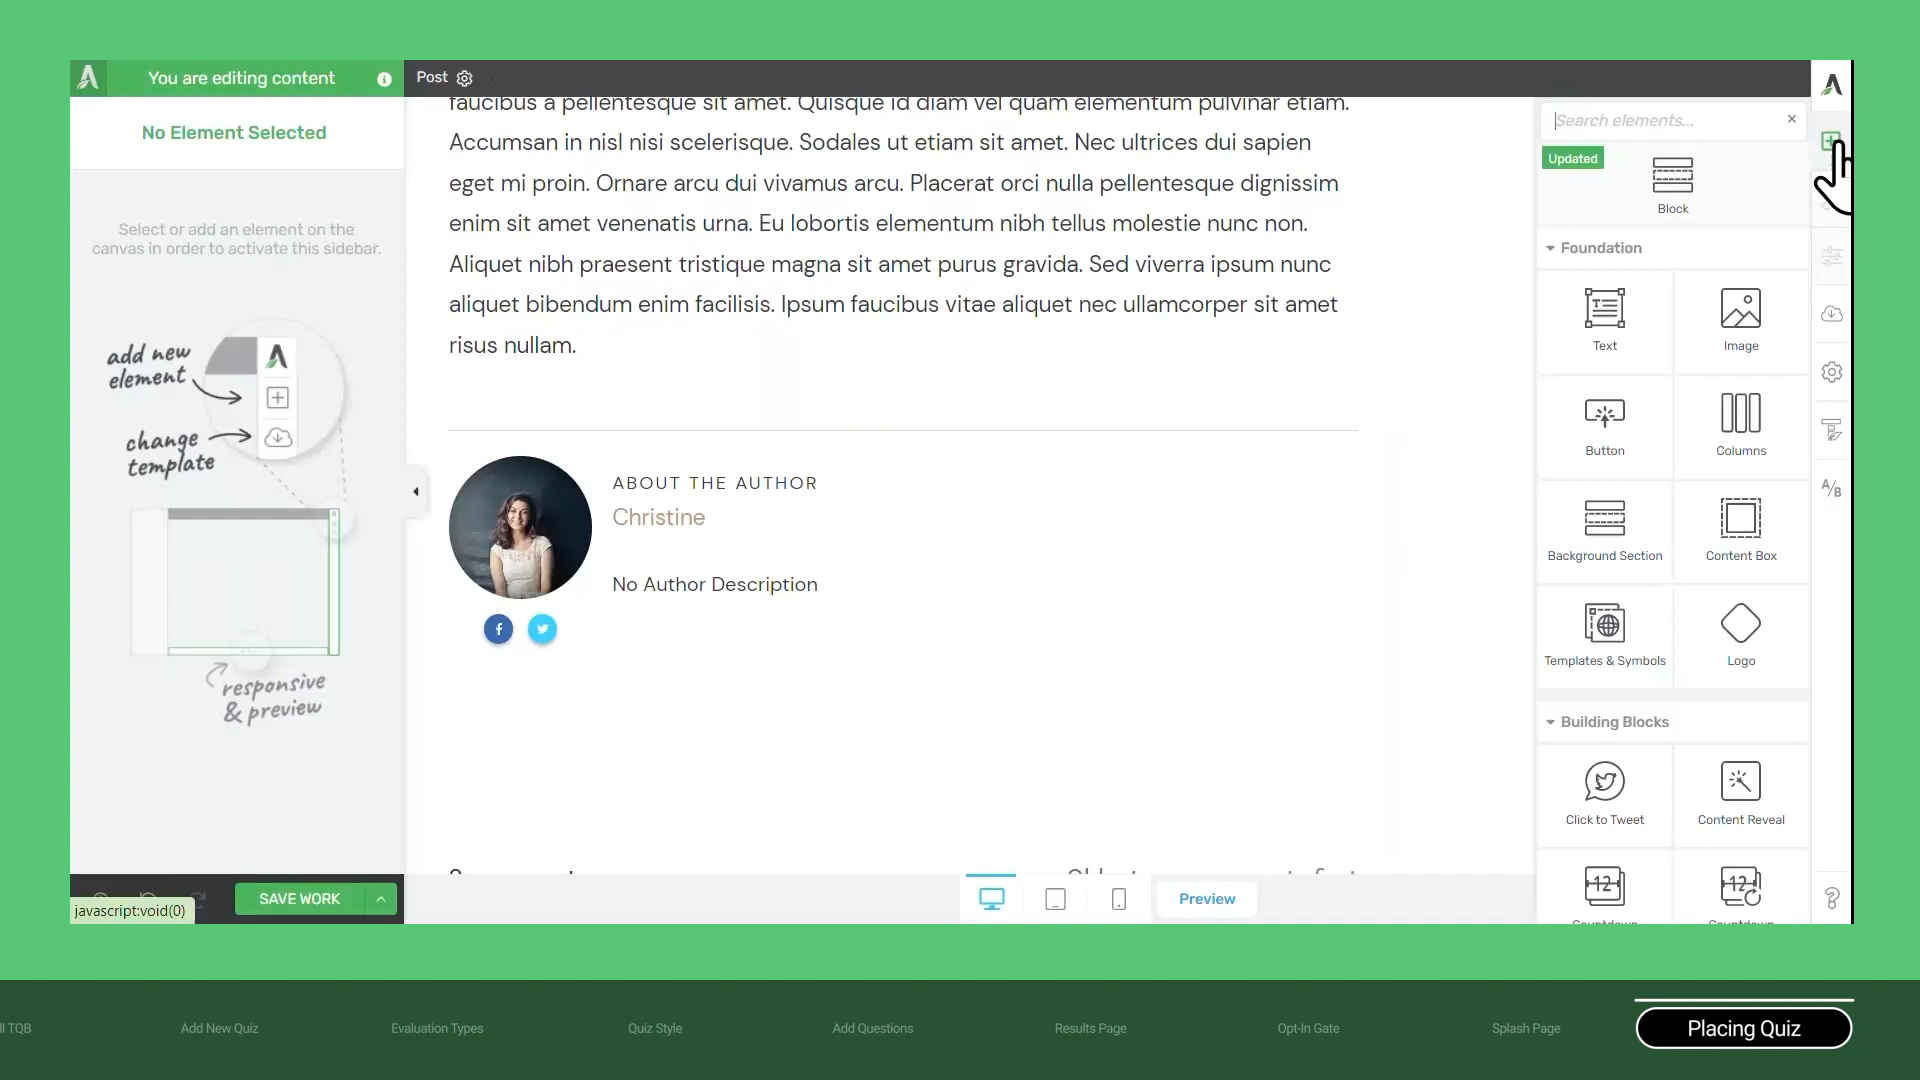 You are editing content
Post
No Element Selected
Select or add an element on the
canvas in order to activate this sidebar.
add new
element
change
template
responsive
& preview
SAVE WORK
javascript:void(0)
faucibus a pellentesque sit amet. Quisque id diam vel quam elementum pulvinar etiam.
Accumsan in nisl nisi scelerisque. Sodales ut etiam sit amet. Nec ultrices dui sapien
eget mi proin. Ornare arcu dui vivamus arcu. Placerat orci nulla pellentesque dignissim
enim sit amet venenatis urna. Eu lobortis elementum nibh tellus molestie nunc non.
Aliquet nibh praesent tristique magna sit amet purus gravida. Sed viverra ipsum nunc
aliquet bibendum enim facilisis. Ipsum faucibus vitae aliquet nec ullamcorper sit amet
risus nullam.
ABOUT THE AUTHOR
Christine
No Author Description
Preview
Search elements...
Updated
Block
Foundation
Text
Image
Button
Columns
Background Section
Content Box
Templates & Symbols
Logo
Building Blocks
Click to Tweet
Content Reveal
12
12
Countdown
Countdown
A/B
ll TQB
Add New Quiz
Evaluation Types
Quiz Style
Add Questions
Results Page
Opt-In Gate
Splash Page
Placing Quiz